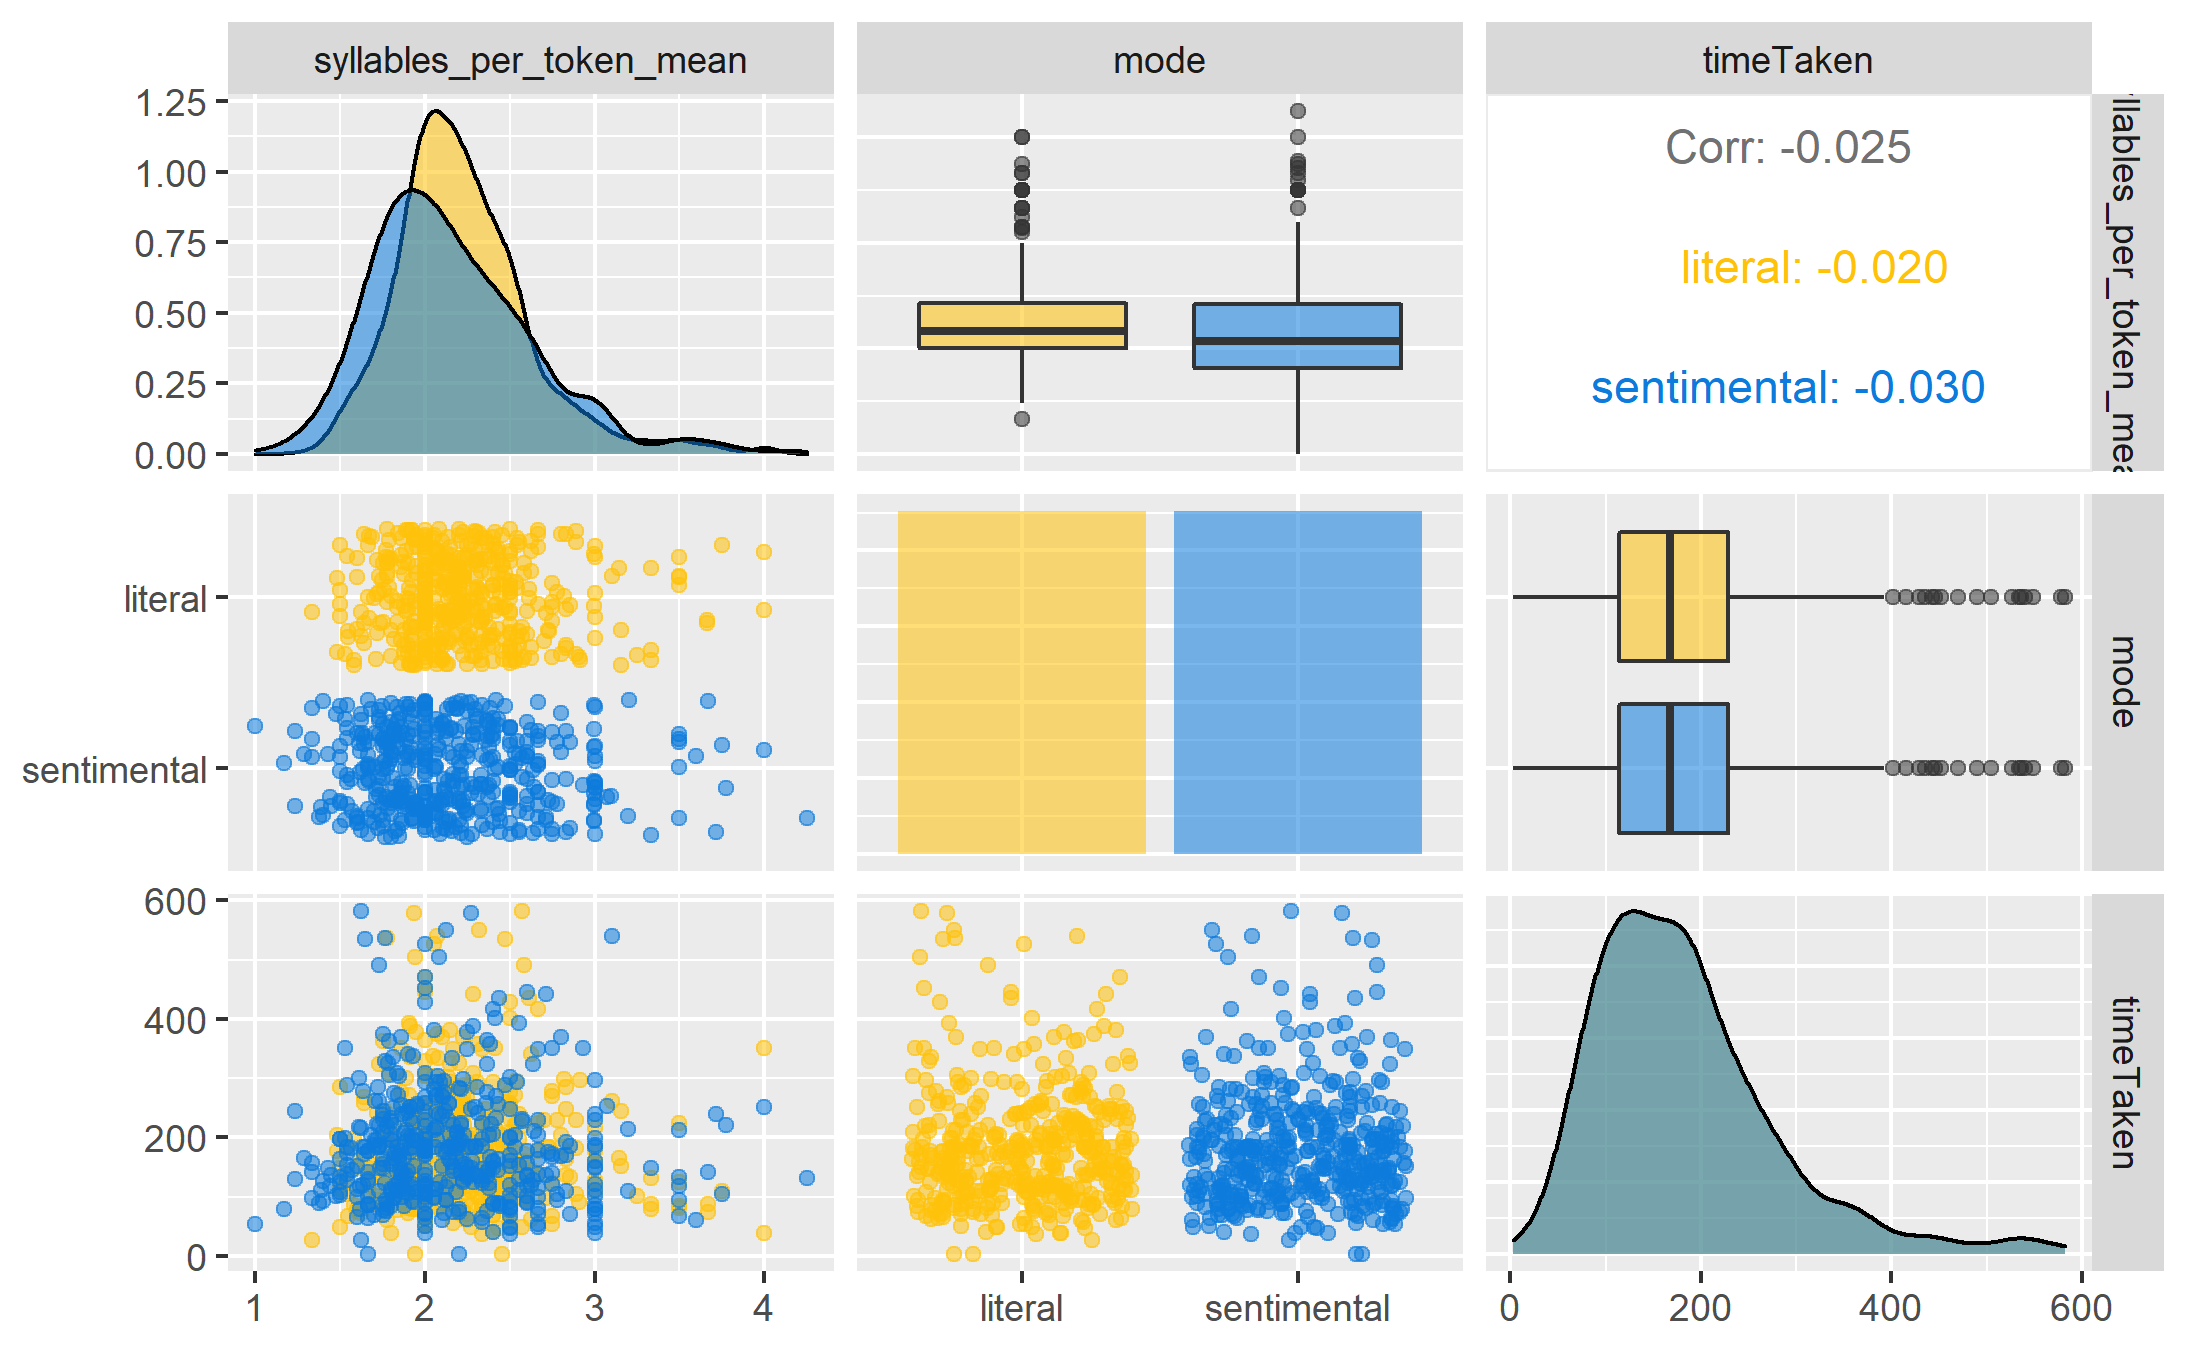 syllables_per_token_mean
mode
timeTaken
1.25
1.00
0.75
0.50
0.25
0.00
Corr: -0.025
literal: -0.020
sentimental: -0.030
literal
sentimental
mode
600
400
200
0
timeTaken
1
2
3
4
literal
sentimental
0
200
400
600